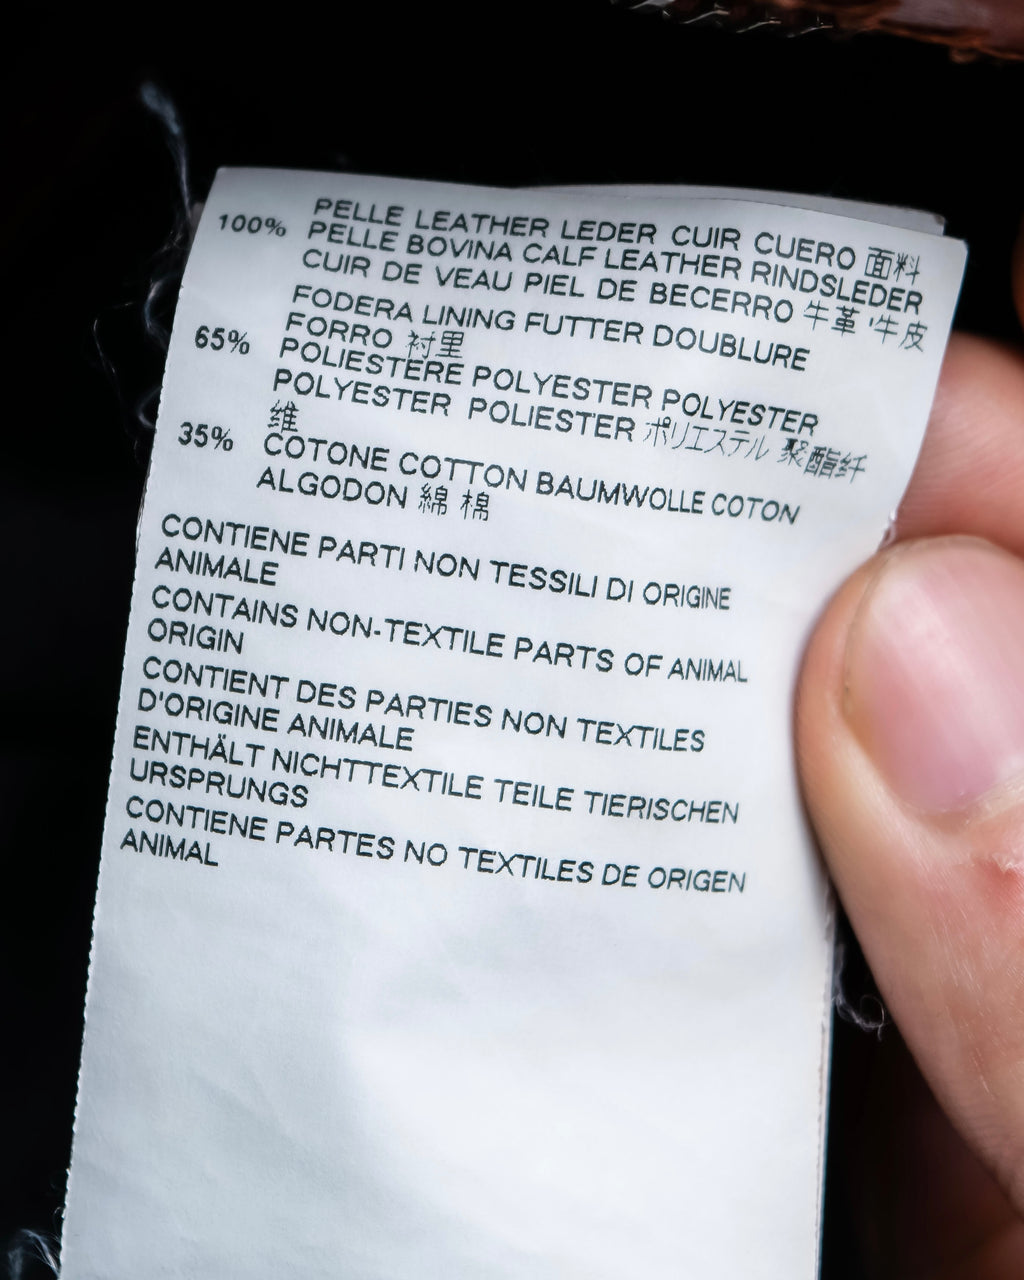 PELLE LEATHER LEDER CUIR CUERO 面料
100% PELLE BOVINA CALF LEATHER RINDSLEDER
CUIR DE VEAU PIEL DE BECERRO 牛革 '牛皮
FODERA LINING FUTTER DOUBLURE
FORRO 衬里
65% POLIESTERE POLYESTER POLYESTER
POLYESTER POLIESTER ポリエステル 聚酯纤
维
35% COTONE COTTON BAUMWOLLE COTON
ALGODON 綿 棉
CONTIENE PARTI NON TESSILI DI ORIGINE
ANIMALE
CONTAINS NON-TEXTILE PARTS OF ANIMAL
ORIGIN
CONTIENT DES PARTIES NON TEXTILES
D'ORIGINE ANIMALE
ENTHÄLT NICHTTEXTILE TEILE TIERISCHEN
URSPRUNGS
CONTIENE PARTES NO TEXTILES DE ORIGEN
ANIMAL